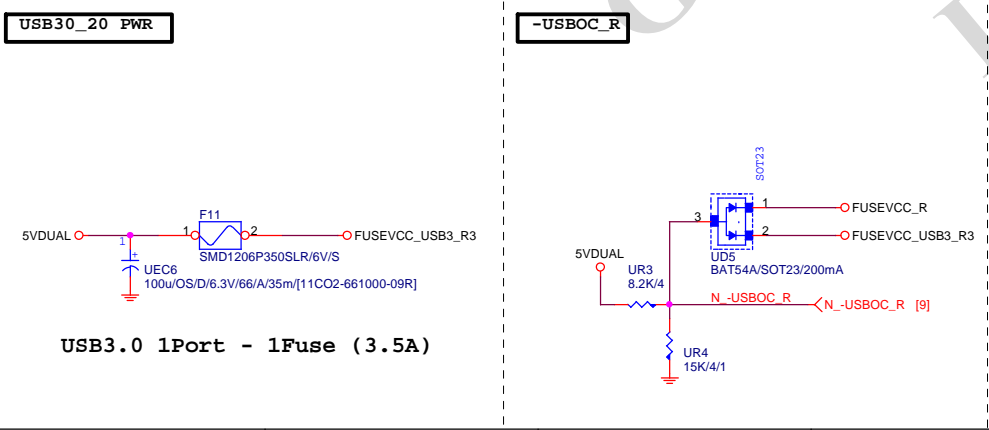 USB30_20 PWR
5VDUAL
1
F11
1
2
SMD1206P350SLR/6V/S
FUSEVCC_USB3_R3
+
UEC6
100u/OS/D/6.3V/66/A/35m/[11CO2-661000-09R]
USB3.0 1Port - 1Fuse (3.5A)
-USBOC_R
SOT23
3
1
FUSEVCC_R
2
FUSEVCC_USB3_R3
UD5
BAT54A/SOT23/200mA
5VDUAL
UR3
8.2K/4
N_-USBOC_R
N_-USBOC_R [9]
UR4
15K/4/1